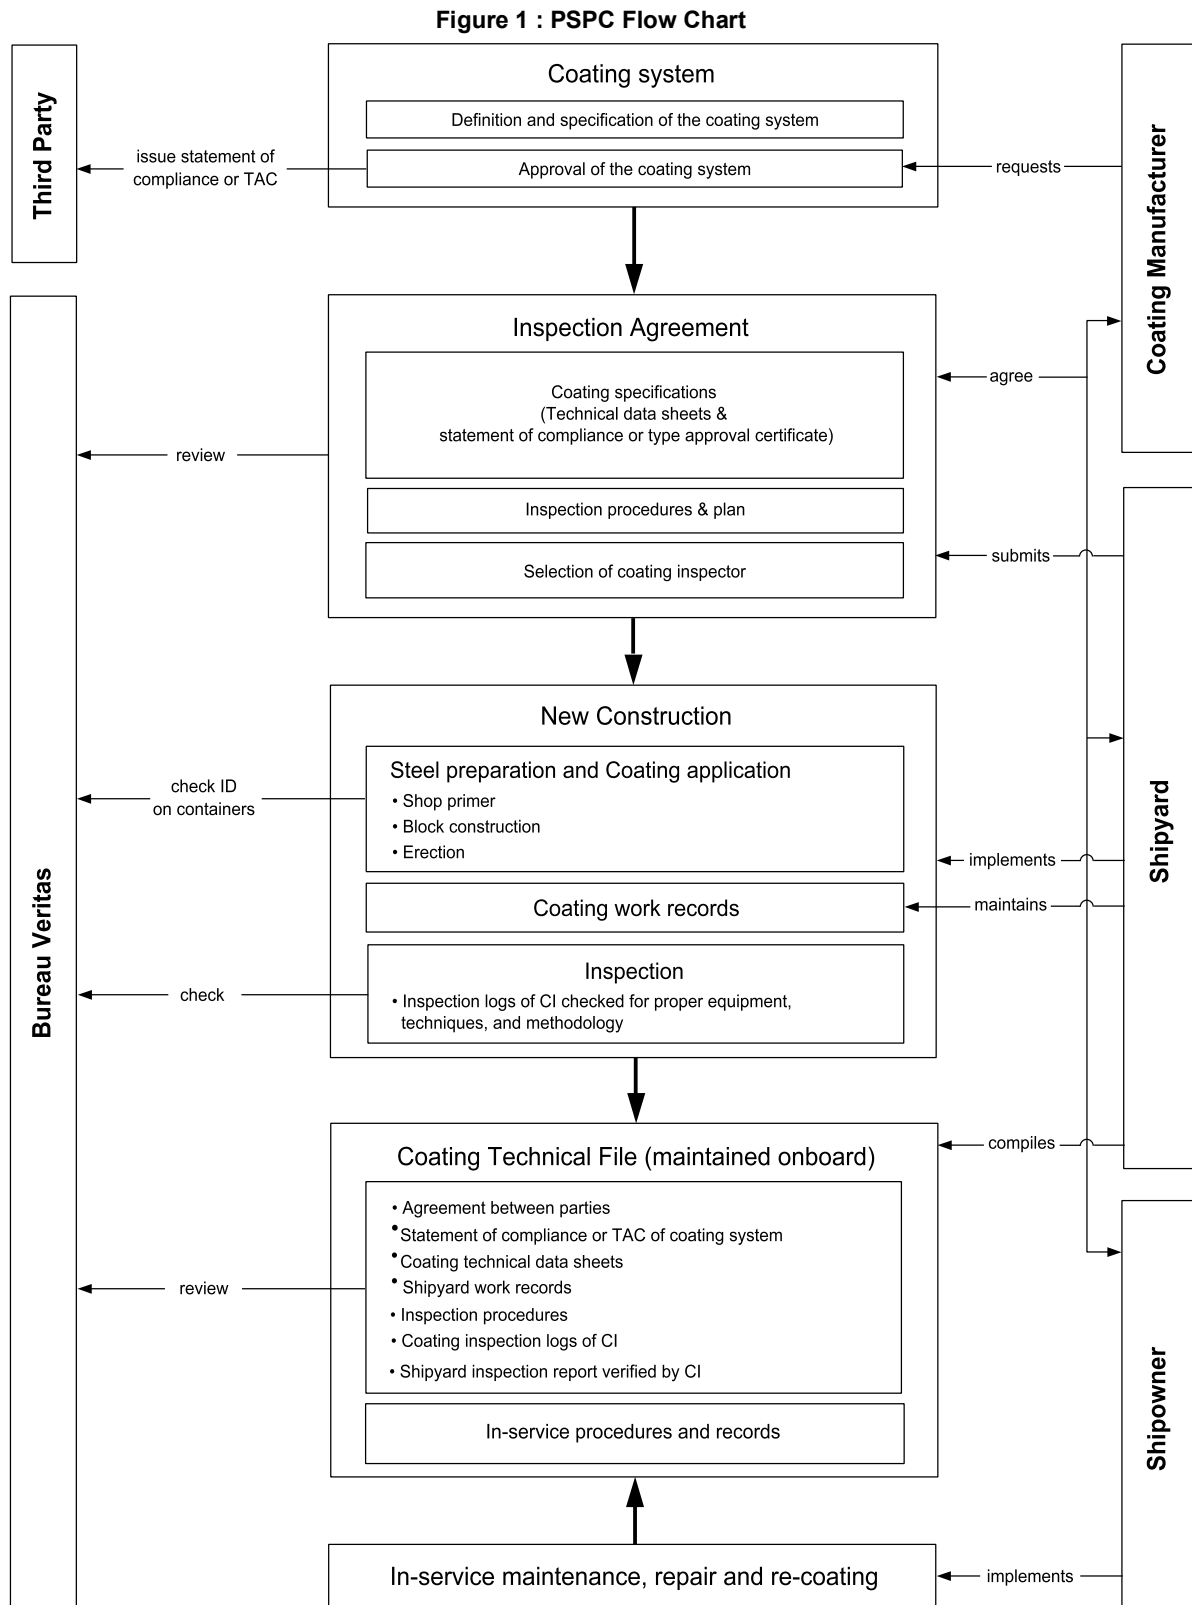 Figure 1 : PSPC Flow Chart
Third Party
issue statement of
compliance or TAC
Coating system
Definition and specification of the coating system
Approval of the coating system
requests
Coating Manufacturer
Inspection Agreement
Coating specifications
(Technical data sheets &
statement of compliance or type approval certificate)
Inspection procedures & plan
Selection of coating inspector
review
agree
submits
Bureau Veritas
New Construction
Steel preparation and Coating application
• Shop primer
• Block construction
• Erection
Coating work records
Inspection
• Inspection logs of CI checked for proper equipment,
techniques, and methodology
check ID
on containers
check
implements
maintains
Shipyard
Coating Technical File (maintained onboard)
• Agreement between parties
• Statement of compliance or TAC of coating system
• Coating technical data sheets
• Shipyard work records
• Inspection procedures
• Coating inspection logs of CI
• Shipyard inspection report verified by CI
In-service procedures and records
review
compiles
Shipowner
In-service maintenance, repair and re-coating
implements